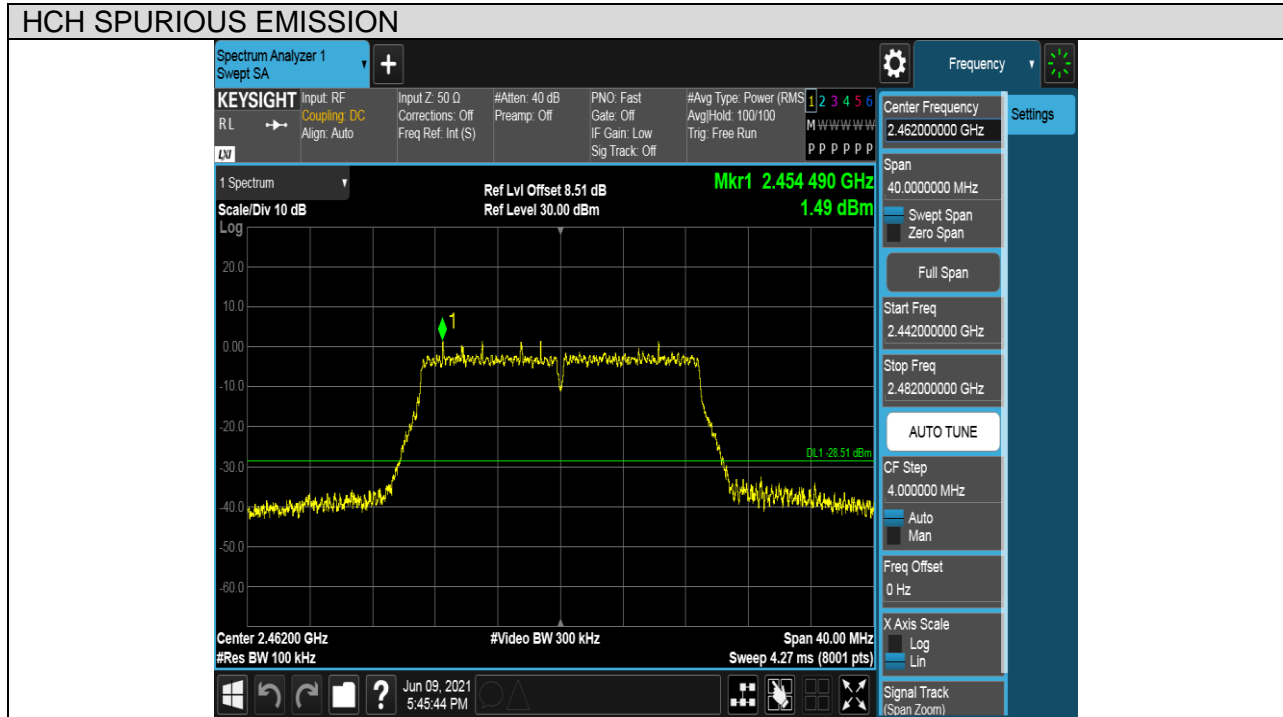 HCH SPURIOUS EMISSION
Spectrum Analyzer 1
Swept SA
+
Frequency
KEYSIGHT
RL
LXI
Input: RF
Coupling: DC
Align: Auto
Input Z: 50 Ω
Corrections: Off
Freq Ref: Int (S)
#Atten: 40 dB
Preamp: Off
PNO: Fast
Gate: Off
IF Gain: Low
Sig Track: Off
#Avg Type: Power (RMS
Avg|Hold: 100/100
Trig: Free Run
1 2 3 4 5 6
M W W W W W
P P P P P P
1 Spectrum
Scale/Div 10 dB
Ref Lvl Offset 8.51 dB
Ref Level 30.00 dBm
Mkr1 2.454 490 GHz
1.49 dBm
Log
20.0
10.0
0.00
-10.0
-20.0
-30.0
-40.0
-50.0
-60.0
1
DL1 -28.51 dBm
Center 2.46200 GHz
#Res BW 100 kHz
#Video BW 300 kHz
Span 40.00 MHz
Sweep 4.27 ms (8001 pts)
?
Jun 09, 2021
5:45:44 PM
Center Frequency
2.462000000 GHz
Settings
Span
40.0000000 MHz
Swept Span
Zero Span
Full Span
Start Freq
2.442000000 GHz
Stop Freq
2.482000000 GHz
AUTO TUNE
CF Step
4.000000 MHz
Auto
Man
Freq Offset
0 Hz
X Axis Scale
Log
Lin
Signal Track
(Span Zoom)